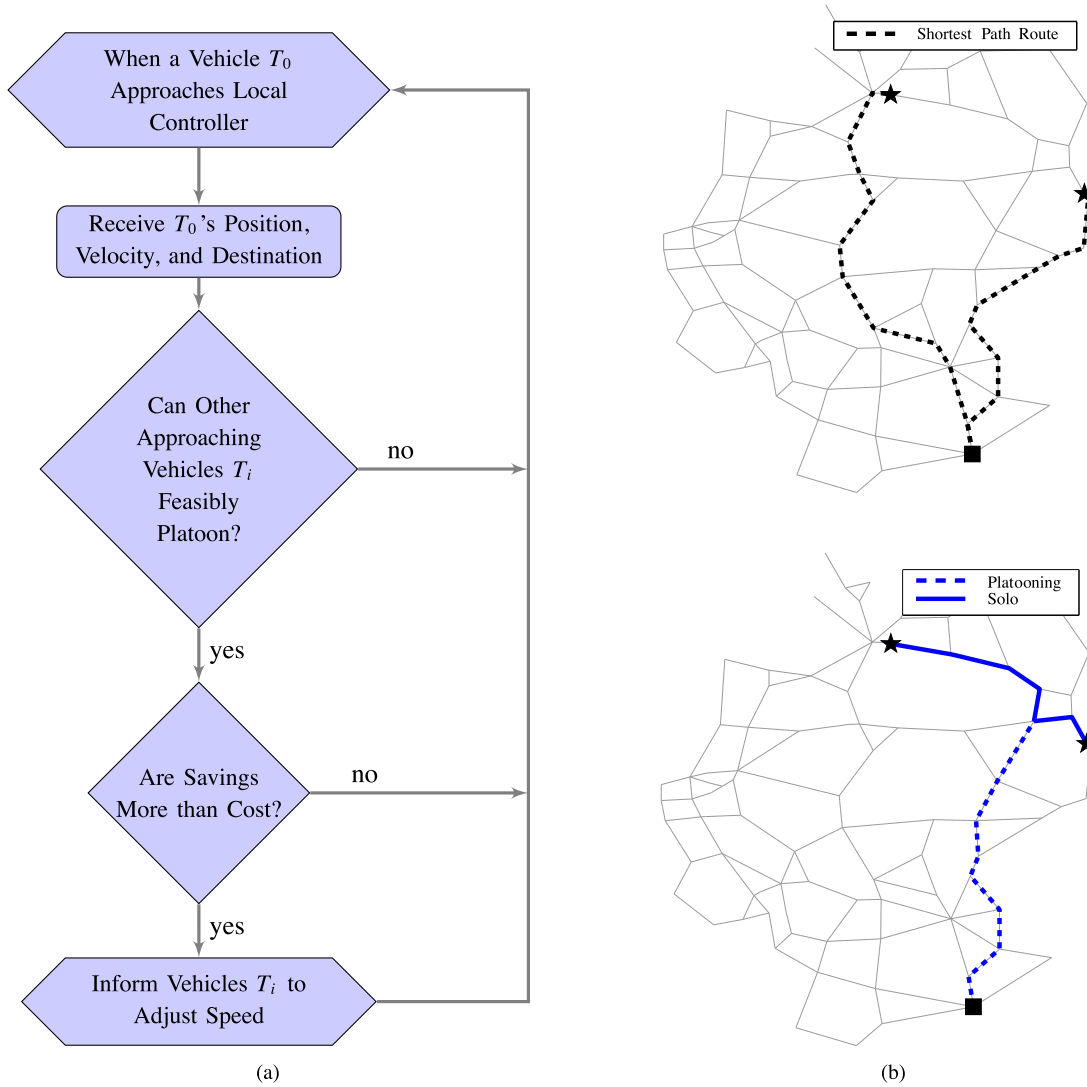 When a Vehicle T0
Approaches Local
Controller
Receive T0's Position,
Velocity, and Destination
Can Other
Approaching
Vehicles Ti
Feasibly
Platoon?
no
yes
Are Savings
More than Cost?
no
yes
Inform Vehicles Ti to
Adjust Speed
(a)
Shortest Path Route
Platooning
Solo
(b)